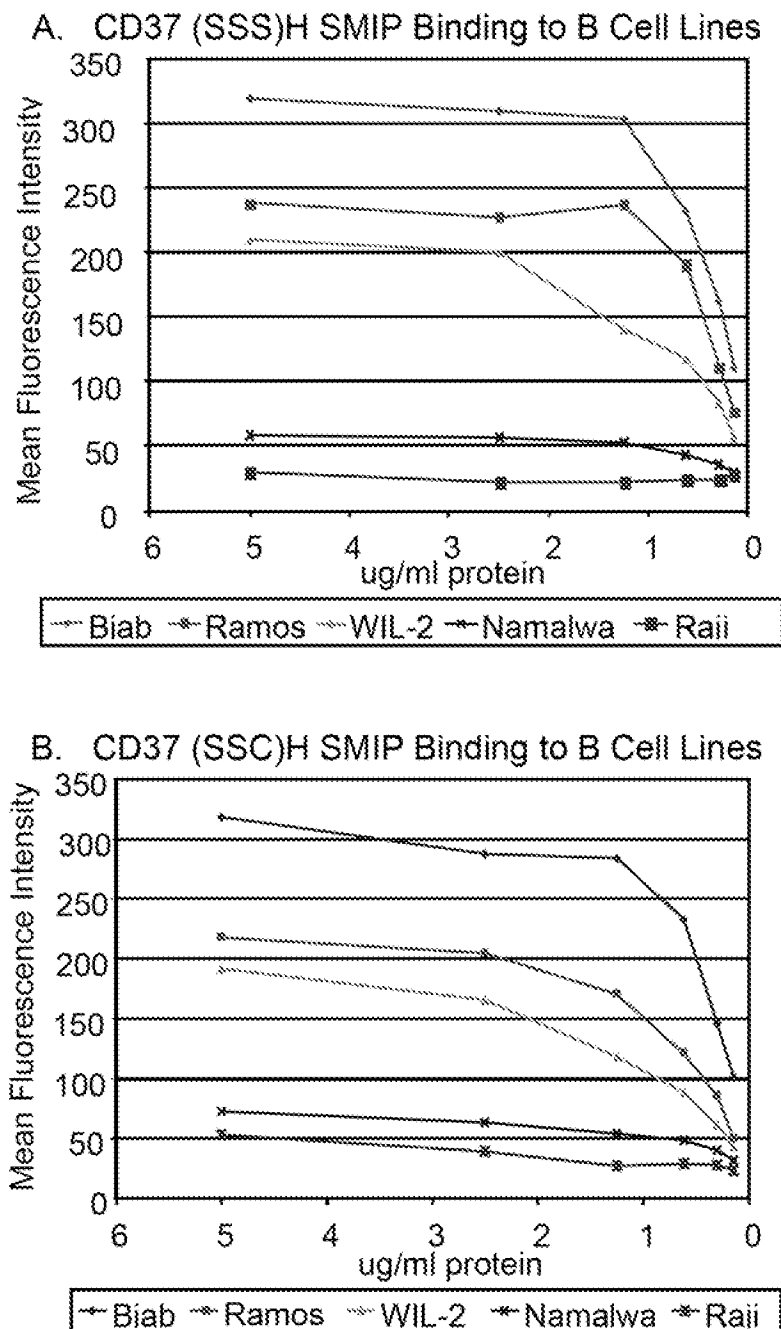 A. CD37 (SSS)H SMIP Binding to B Cell Lines
Mean Fluorescence Intensity
350
300
250
200
150
100
50
0
6 5 4 3 2 1 0
ug/ml protein
Bjab Ramos WIL-2 Namalwa Raji
B. CD37 (SSC)H SMIP Binding to B Cell Lines
Mean Fluorescence Intensity
350
300
250
200
150
100
50
0
6 5 4 3 2 1 0
ug/ml protein
Bjab Ramos WIL-2 Namalwa Raji